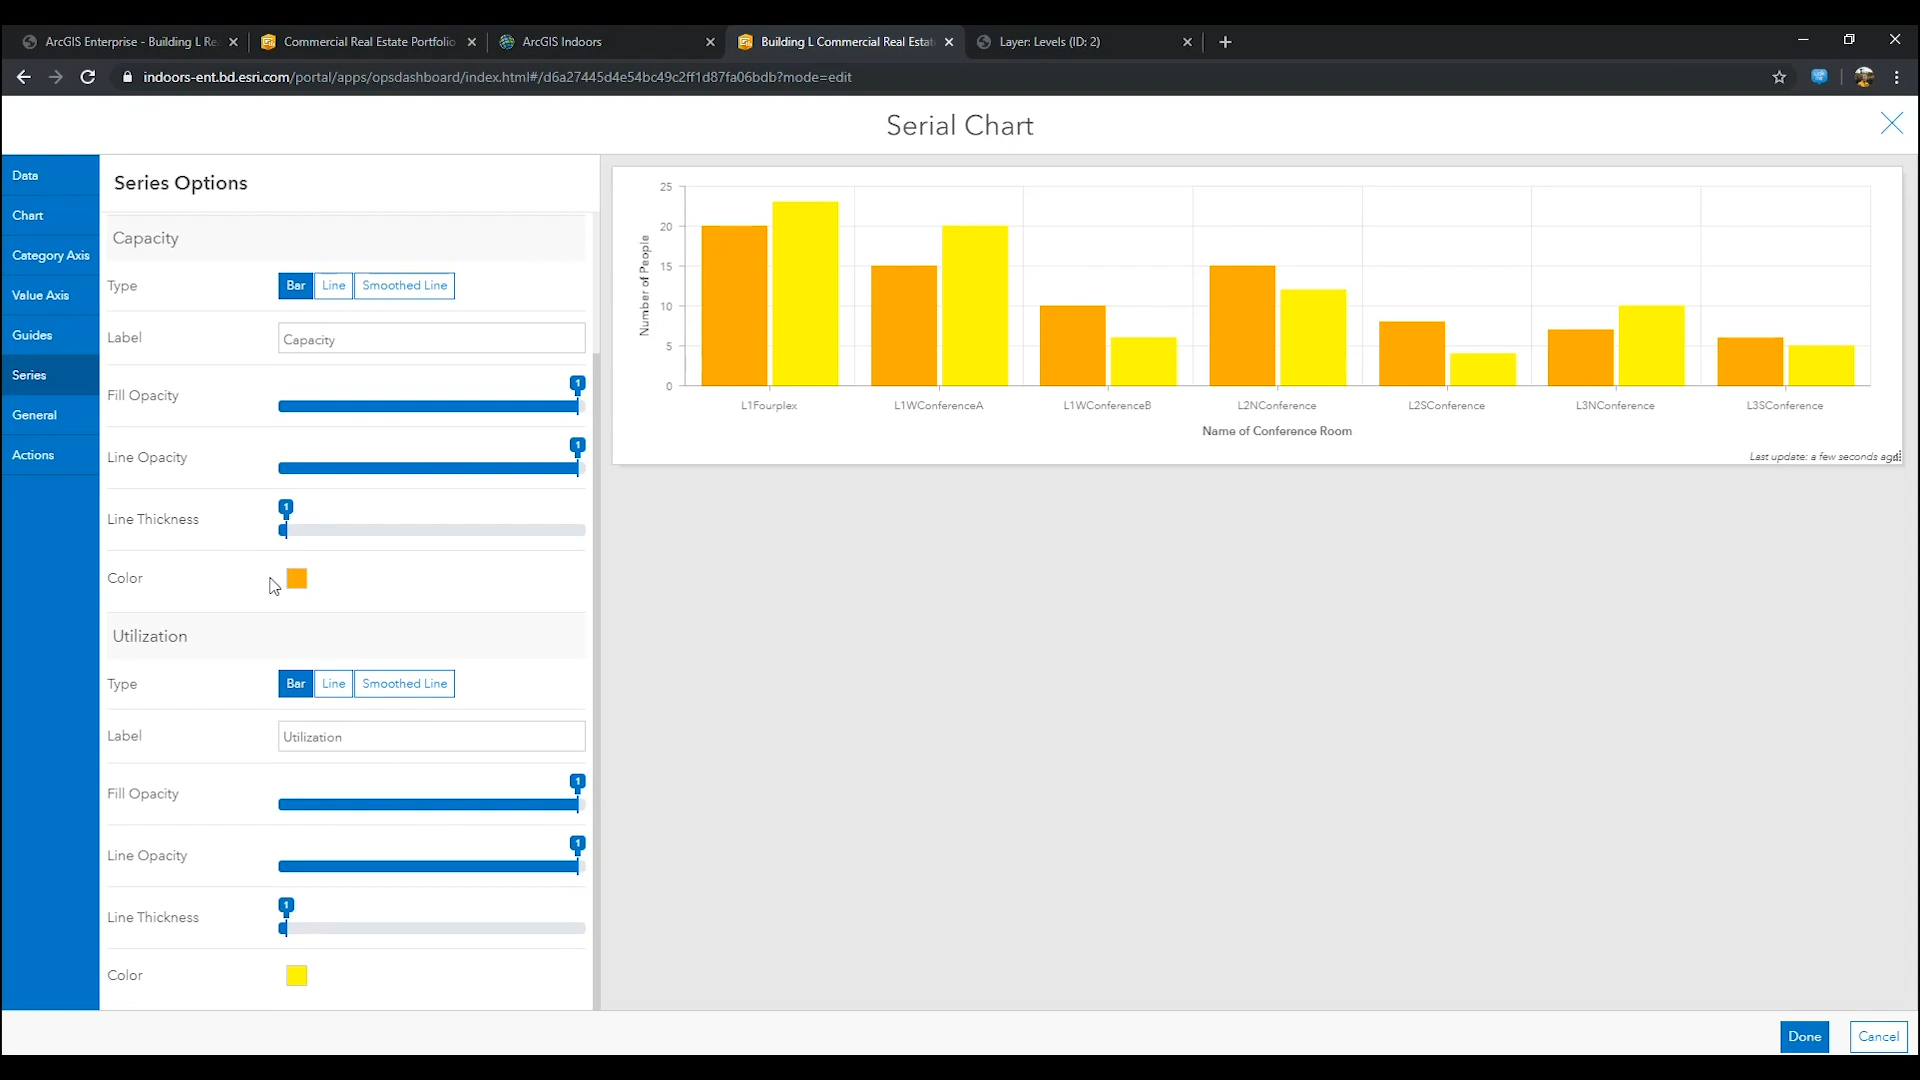 ArcGIS Enterprise - Building L Re
Commercial Real Estate Portfolio
ArcGIS Indoors
Building L Commercial Real Estat
Layer: Levels (ID: 2)
indoors-ent.bd.esri.com/portal/apps/opsdashboard/index.html#/d6a27445d4e54bc49c2ff1d87fa06bdb?mode=edit
Serial Chart
Data
Chart
Category Axis
Value Axis
Guides
Series
General
Actions
Series Options
Capacity
Type Bar Line Smoothed Line
Label Capacity
Fill Opacity 1
Line Opacity 1
Line Thickness 1
Color
Utilization
Type Bar Line Smoothed Line
Label Utilization
Fill Opacity 1
Line Opacity 1
Line Thickness 1
Color
Number of People
25
20
15
10
5
0
L1Fourplex L1WConferenceA L1WConferenceB L2NConference L2SConference L3NConference L3SConference
Name of Conference Room
Last update: a few seconds ago
Done Cancel